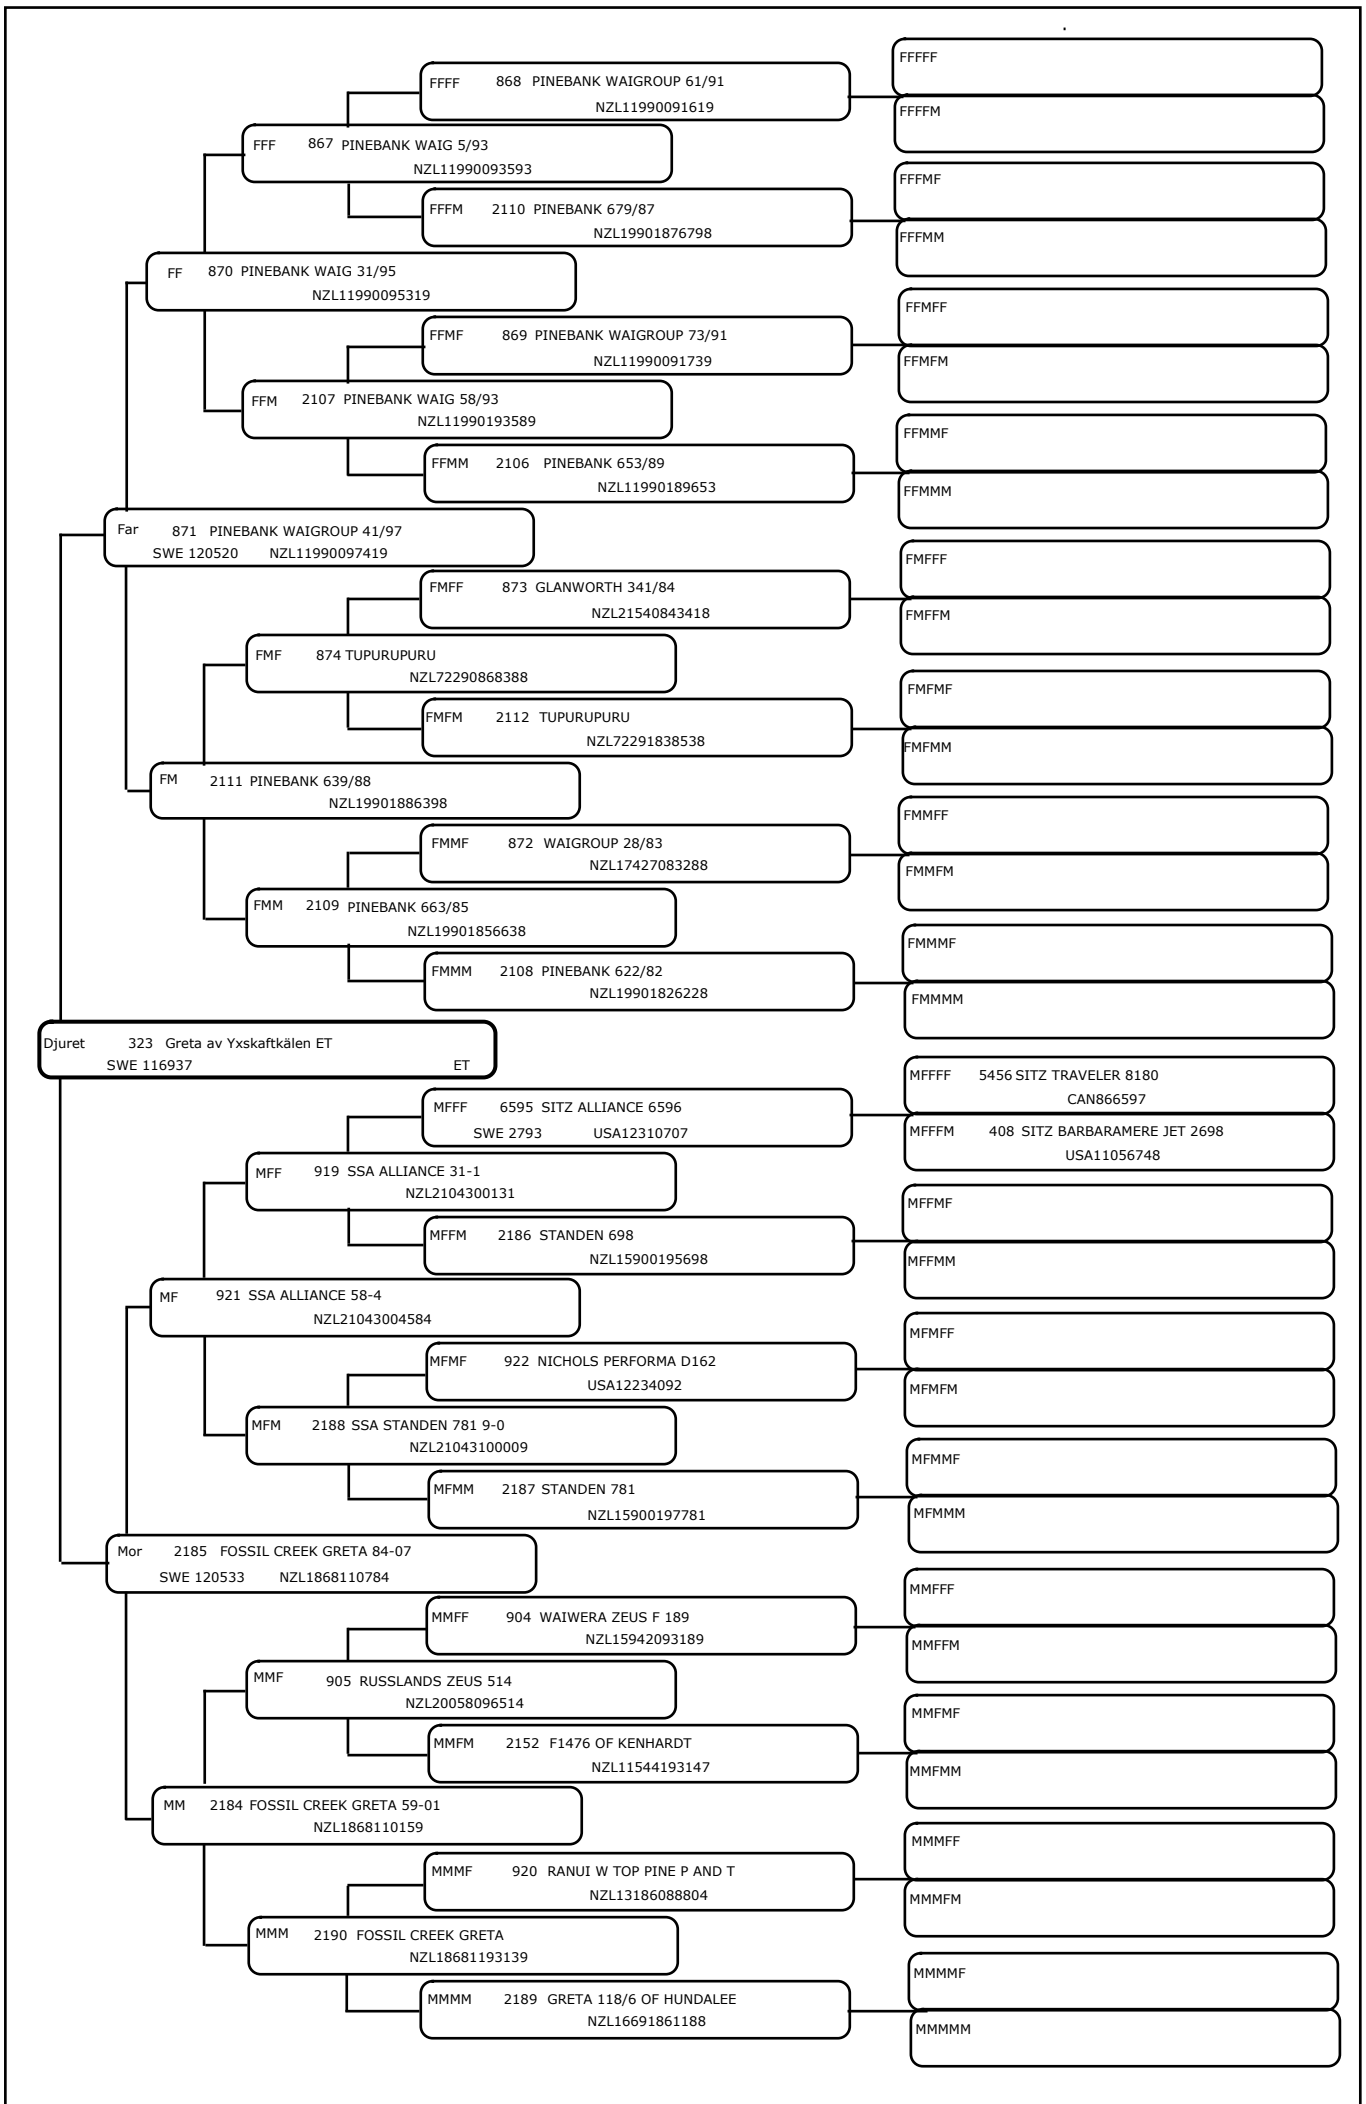 FFFFF
FFFF 868 PINEBANK WAIGROUP 61/91
NZL11990091619
FFFFM
FFF 867 PINEBANK WAIG 5/93
NZL11990093593
FFFMF
FFFM 2110 PINEBANK 679/87
NZL19901876798
FFFMM
FF 870 PINEBANK WAIG 31/95
NZL11990095319
FFMFF
FFMF 869 PINEBANK WAIGROUP 73/91
NZL11990091739
FFMFM
FFM 2107 PINEBANK WAIG 58/93
NZL11990193589
FFMMF
FFMM 2106 PINEBANK 653/89
NZL11990189653
FFMMM
Far 871 PINEBANK WAIGROUP 41/97
SWE 120520 NZL11990097419
FMFFF
FMFF 873 GLANWORTH 341/84
NZL21540843418
FMFFM
FMF 874 TUPURUPURU
NZL72290868388
FMFMF
FMFM 2112 TUPURUPURU
NZL72291838538
FMFMM
FM 2111 PINEBANK 639/88
NZL19901886398
FMMFF
FMMF 872 WAIGROUP 28/83
NZL17427083288
FMMFM
FMM 2109 PINEBANK 663/85
NZL19901856638
FMMMF
FMMM 2108 PINEBANK 622/82
NZL19901826228
FMMMM
Djuret 323 Greta av Yxskaftkälen ET
SWE 116937 ET
MFFFF 5456 SITZ TRAVELER 8180
CAN866597
MFFF 6595 SITZ ALLIANCE 6596
SWE 2793 USA12310707
MFFFM 408 SITZ BARBARAMERE JET 2698
USA11056748
MFF 919 SSA ALLIANCE 31-1
NZL2104300131
MFFMF
MFFM 2186 STANDEN 698
NZL15900195698
MFFMM
MF 921 SSA ALLIANCE 58-4
NZL21043004584
MFMFF
MFMF 922 NICHOLS PERFORMA D162
USA12234092
MFMFM
MFM 2188 SSA STANDEN 781 9-0
NZL21043100009
MFMMF
MFMM 2187 STANDEN 781
NZL15900197781
MFMMM
Mor 2185 FOSSIL CREEK GRETA 84-07
SWE 120533 NZL1868110784
MMFFF
MMFF 904 WAIWERA ZEUS F 189
NZL15942093189
MMFFM
MMF 905 RUSSLANDS ZEUS 514
NZL20058096514
MMFMF
MMFM 2152 F1476 OF KENHARDT
NZL11544193147
MMFMM
MM 2184 FOSSIL CREEK GRETA 59-01
NZL1868110159
MMMFF
MMMF 920 RANUI W TOP PINE P AND T
NZL13186088804
MMMFM
MMM 2190 FOSSIL CREEK GRETA
NZL18681193139
MMMMF
MMMM 2189 GRETA 118/6 OF HUNDALEE
NZL16691861188
MMMMM